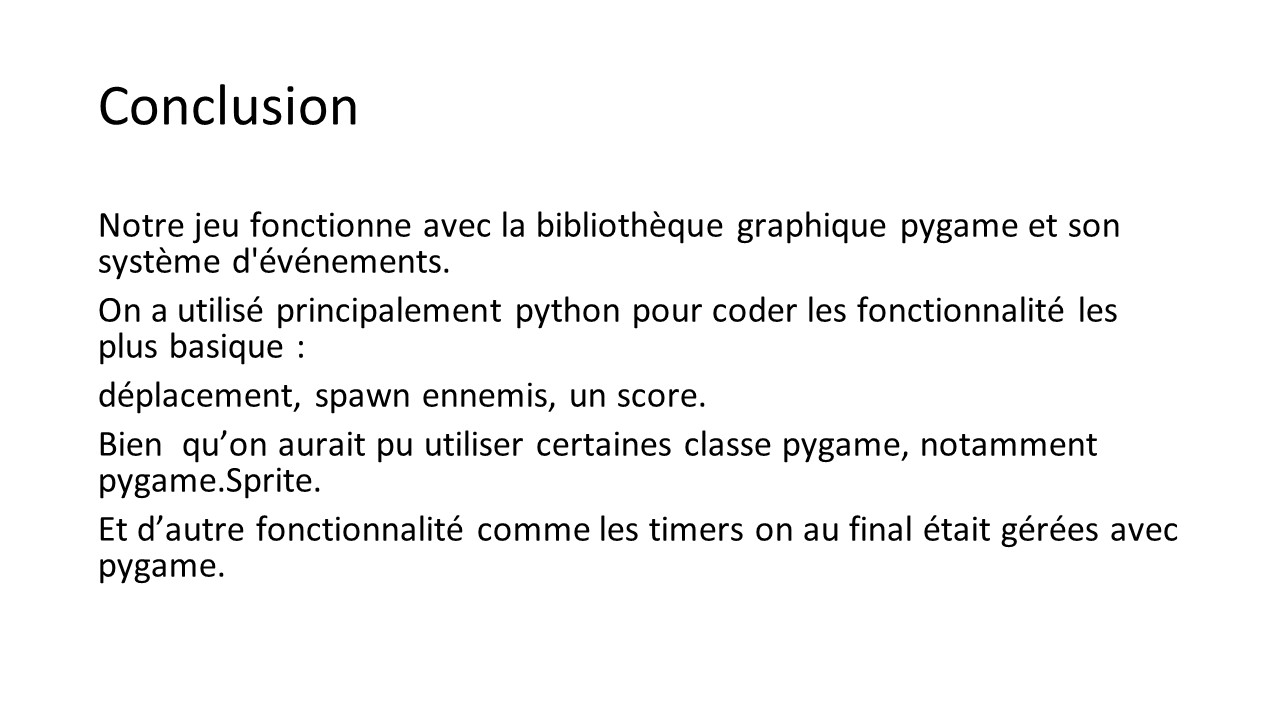 Conclusion
Notre jeu fonctionne avec la bibliothèque graphique pygame et son
système d'événements.
On a utilisé principalement python pour coder les fonctionnalité les
plus basique :
déplacement, spawn ennemis, un score.
Bien  qu’on aurait pu utiliser certaines classe pygame, notamment
pygame.Sprite.
Et d’autre fonctionnalité comme les timers on au final était gérées avec
pygame.